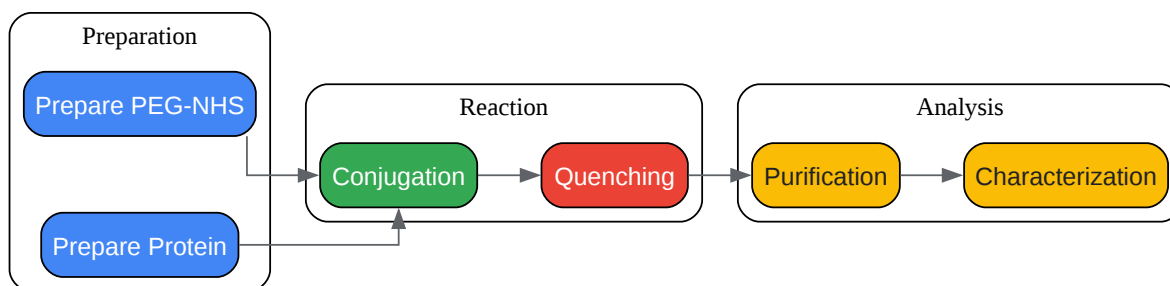 Preparation
Prepare PEG-NHS
Prepare Protein
Reaction
Conjugation
Quenching
Analysis
Purification
Characterization